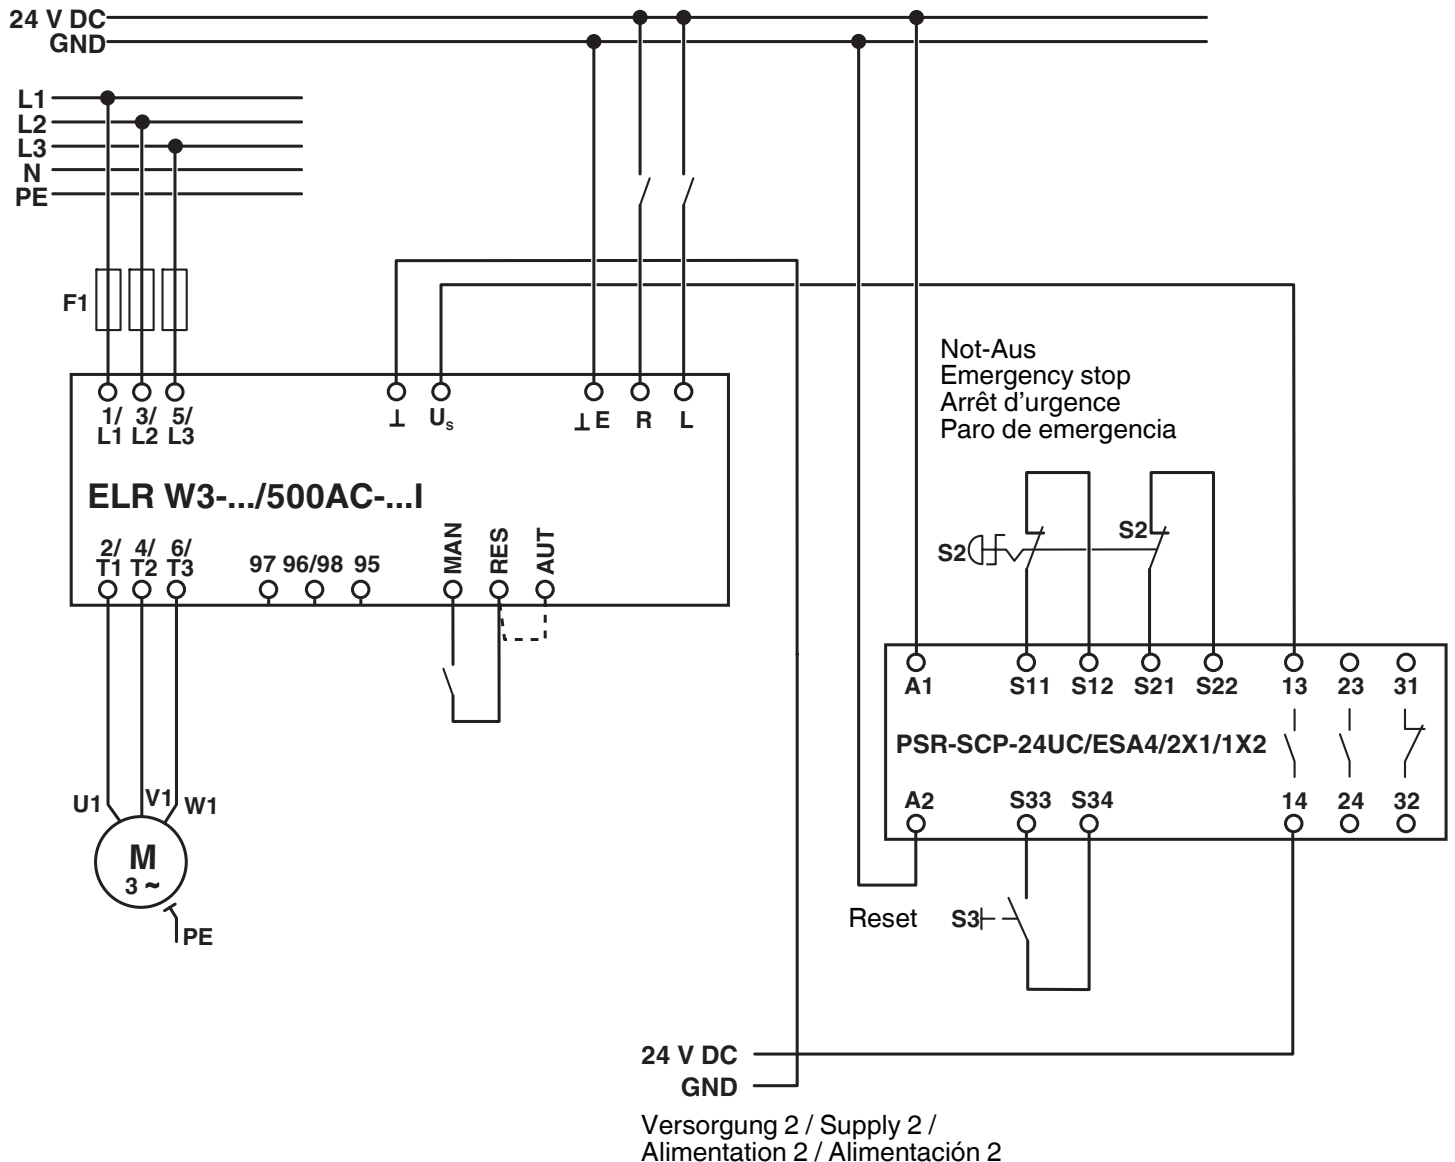 24 V DC
GND
L1
L2
L3
N
PE
F1
1/ 3/ 5/
L1 L2 L3
⊥ Us ⊥E R L
ELR W3-.../500AC-...I
2/ 4/ 6/
T1 T2 T3
97 96/98 95
MAN RES AUT
U1 V1 W1
M
3 ~
PE
Not-Aus
Emergency stop
Arrêt d'urgence
Paro de emergencia
S2 S2
A1 S11 S12 S21 S22 13 23 31
PSR-SCP-24UC/ESA4/2X1/1X2
A2 S33 S34 14 24 32
Reset S3
24 V DC
GND
Versorgung 2 / Supply 2 /
Alimentation 2 / Alimentación 2